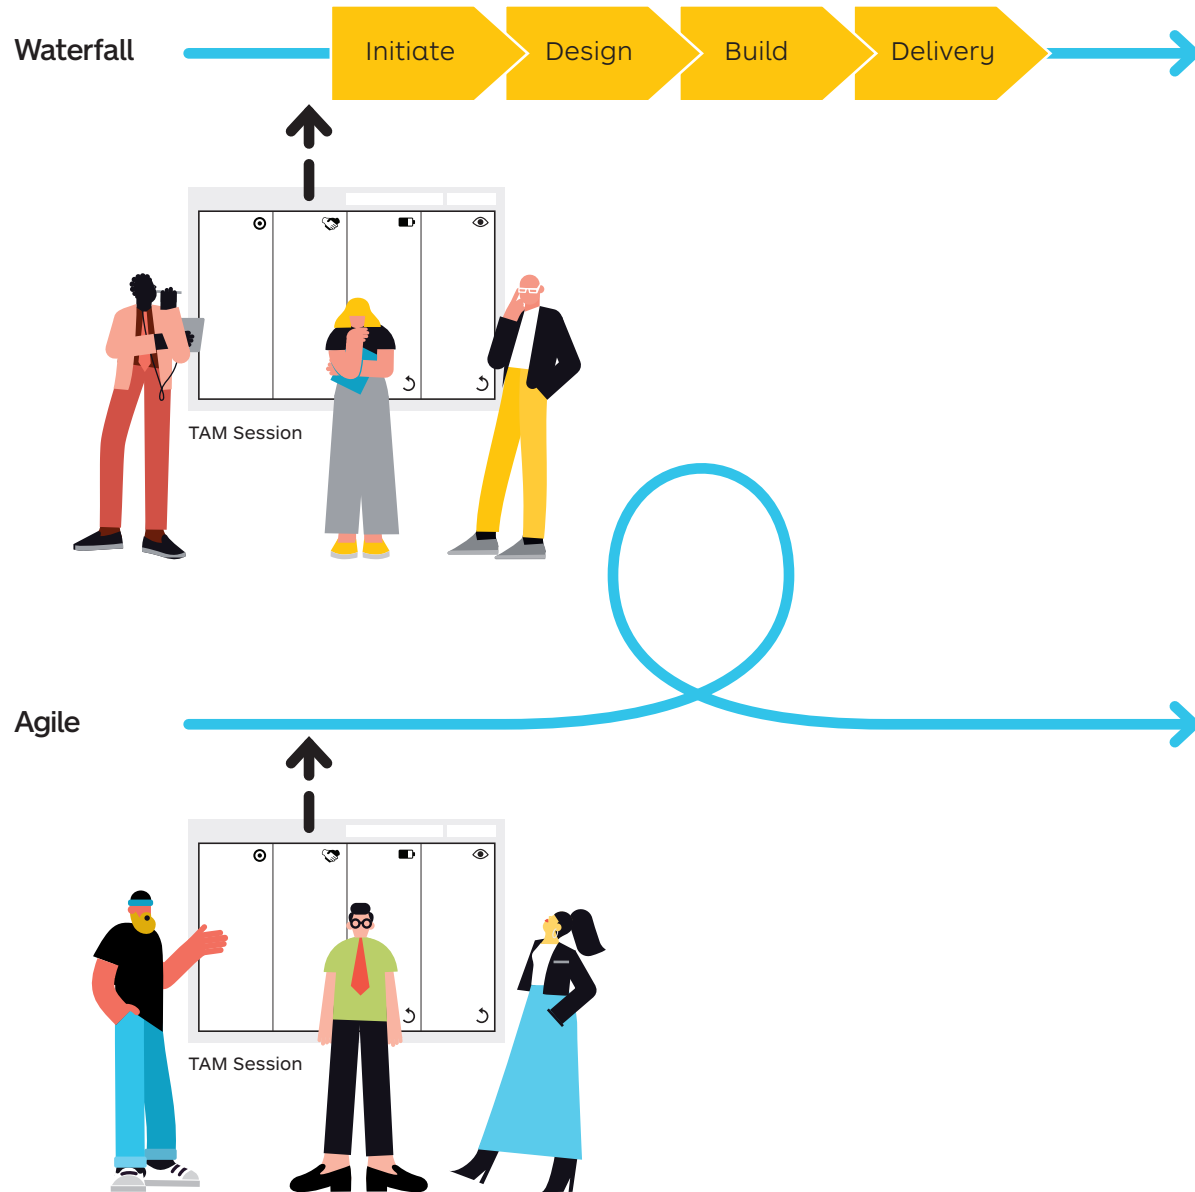 Waterfall
Initiate
Design
Build
Delivery
TAM Session
Agile
TAM Session